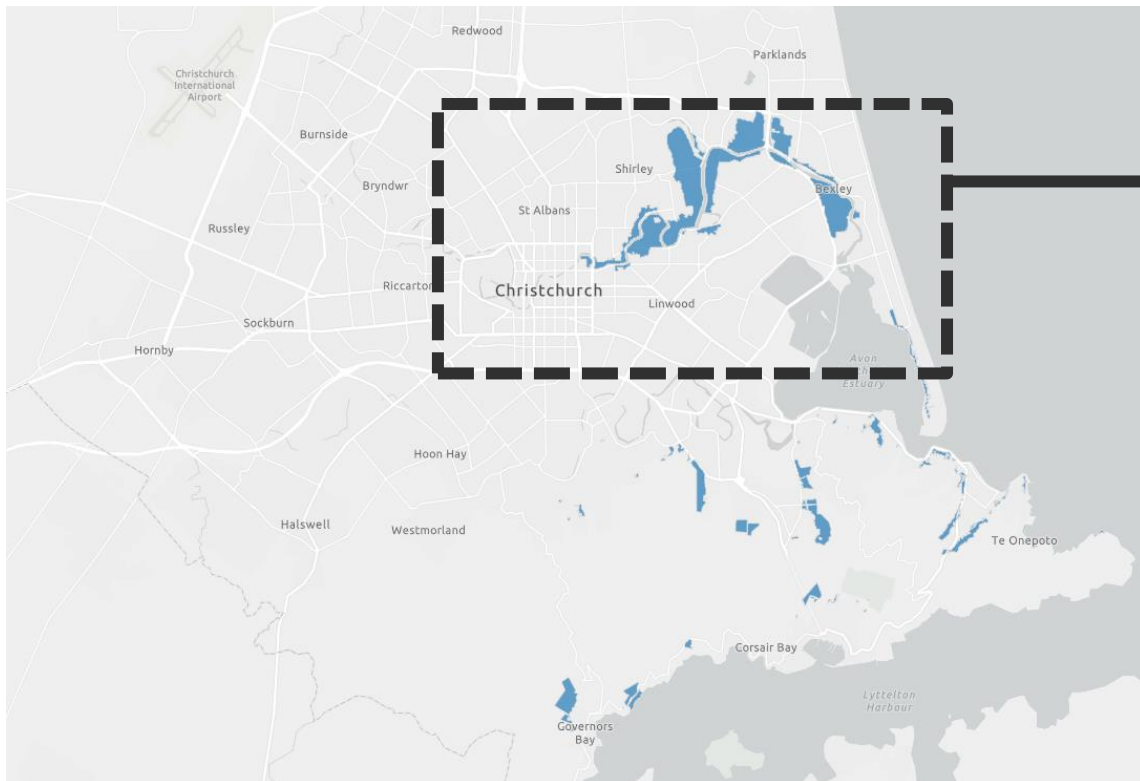 Redwood
Parklands
Christchurch
International
Airport
Burnside
Shirley
Bryndwr
Bexley
St Albans
Russley
Riccarton
Christchurch
Linwood
Sockburn
Hornby
Avon
Estuary
Hoon Hay
Halswell
Westmorland
Te Onepoto
Corsair Bay
Lyttelton
Harbour
Governors
Bay